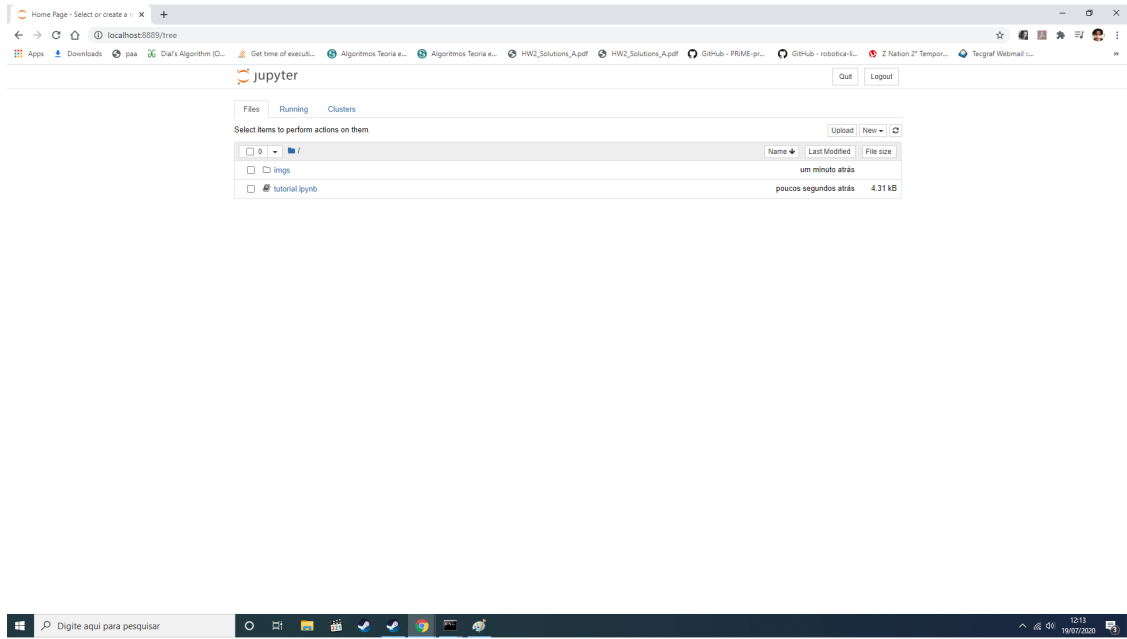 Home Page - Select or create a n
localhost:8889/tree
Apps Downloads paa Dial's Algorithm (O... Get time of executi... Algoritmos Teoria e... Algoritmos Teoria e... HW2_Solutions_A.pdf HW2_Solutions_A.pdf GitHub - PRiME-pr... GitHub - robotica-li... Z Nation 2ª Tempor... Tecgraf Webmail ::...
jupyter Quit Logout
Files Running Clusters
Select items to perform actions on them. Upload New
0 / Name Last Modified File size
imgs um minuto atrás
tutorial.ipynb poucos segundos atrás 4.31 kB
Digite aqui para pesquisar
12:13
19/07/2020
3